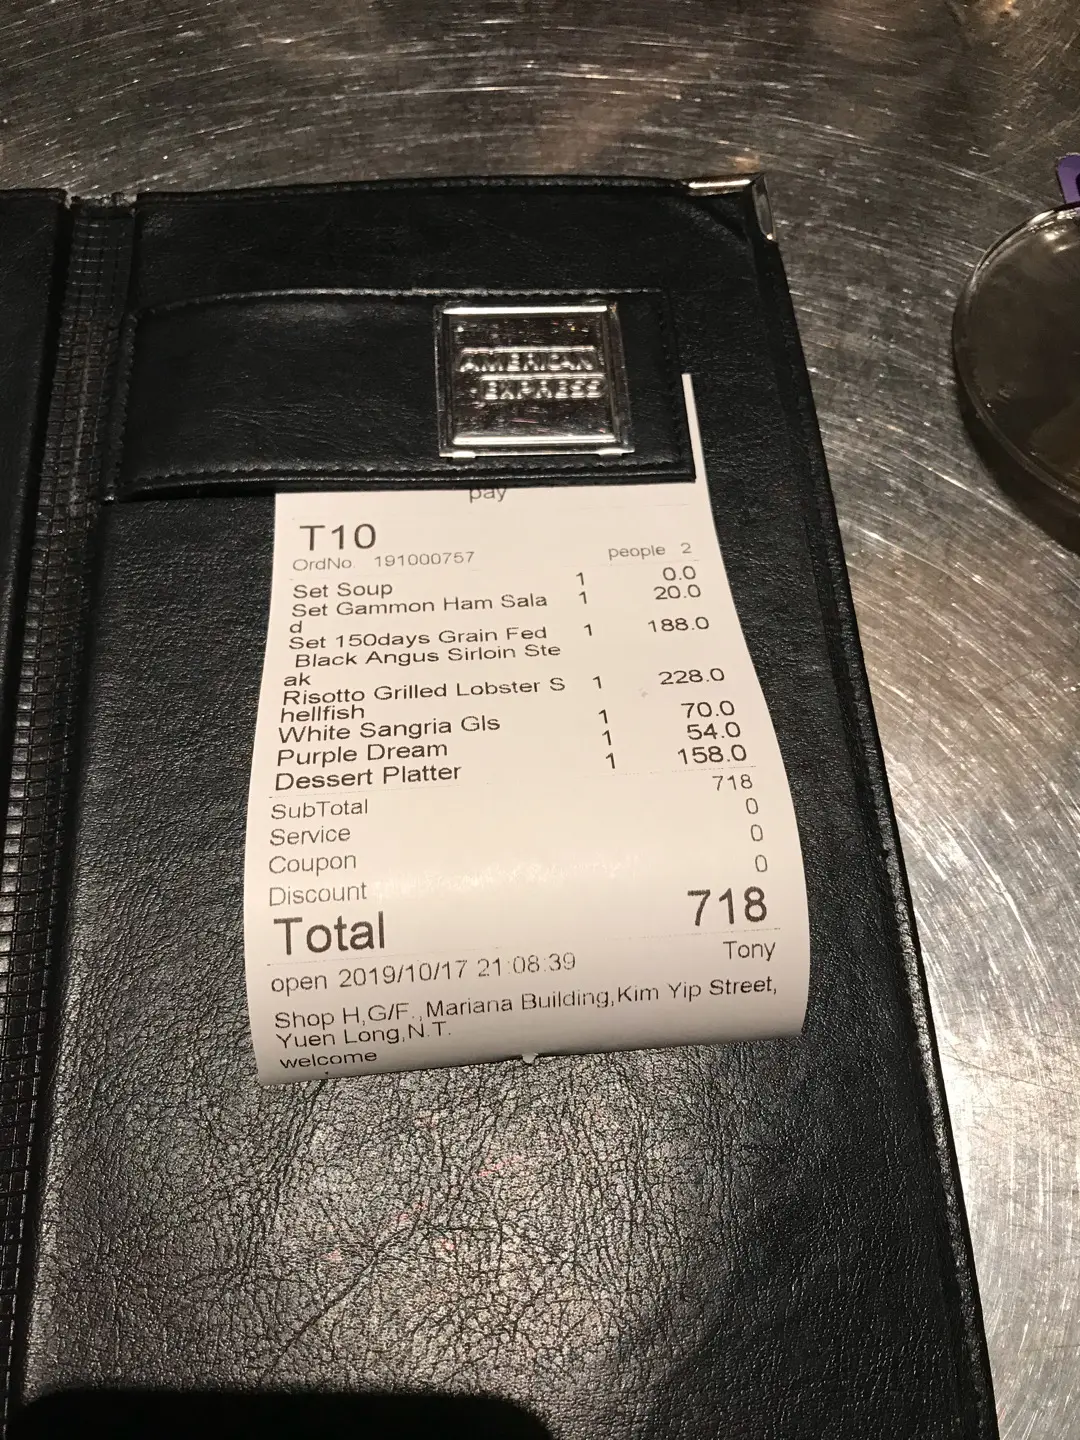 AMERICAN
EXPRESS
pay
T10
OrdNo. 191000757 people 2
Set Soup 1 0.0
Set Gammon Ham Sala 1 20.0
d
Set 150days Grain Fed 1 188.0
Black Angus Sirloin Ste
ak
Risotto Grilled Lobster S 1 228.0
hellfish
White Sangria Gls 1 70.0
Purple Dream 1 54.0
Dessert Platter 1 158.0
SubTotal 718
Service 0
Coupon 0
Discount 0
Total 718
open 2019/10/17 21:08:39 Tony
Shop H,G/F.,Mariana Building,Kim Yip Street,
Yuen Long,N.T.
welcome